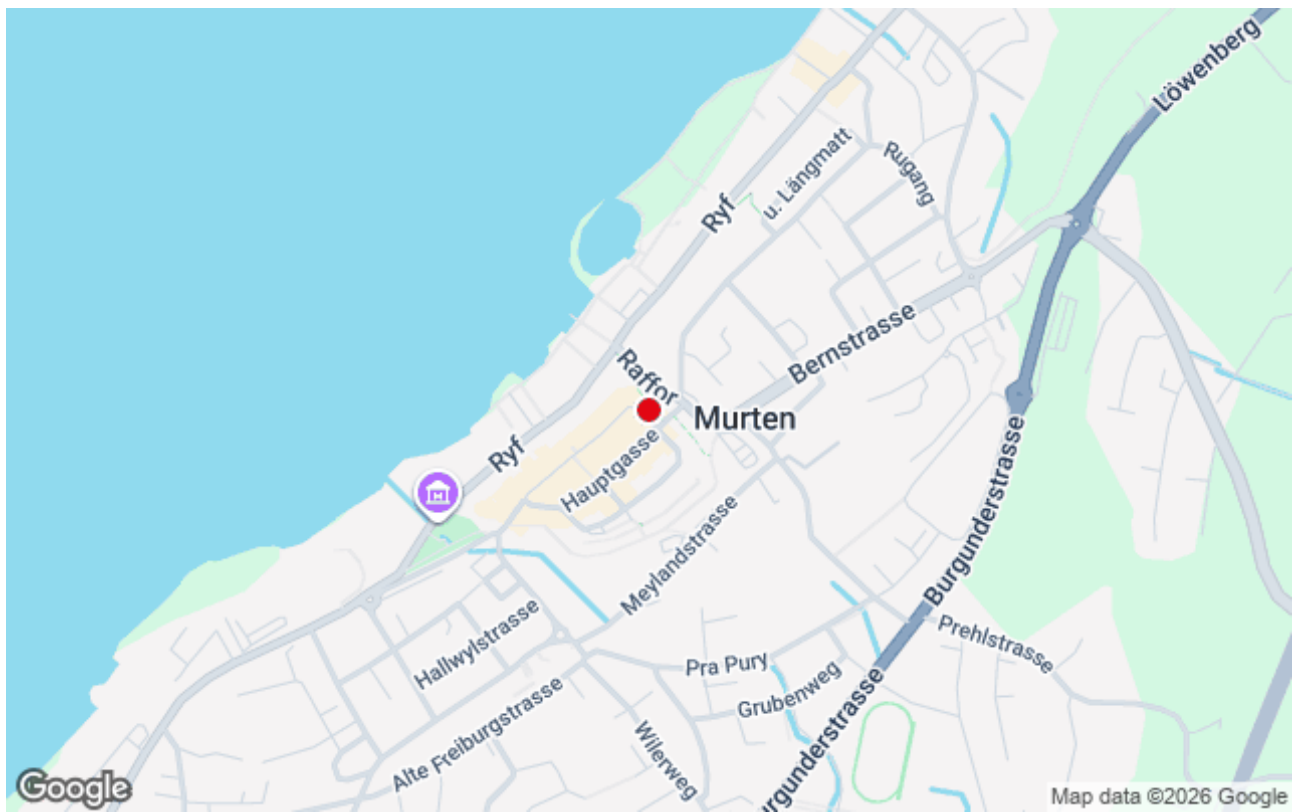 Löwenberg
Rugang
u. Längmatt
Ryf
Bernstrasse
Raffor
Murten
Ryf
Hauptgasse
Meylandstrasse
Burgunderstrasse
Hallwylstrasse
Prehlstrasse
Pra Pury
Grubenweg
Alte Freiburgstrasse
Wilerweg
Burgunderstrasse
Google
Map data ©2026 Google